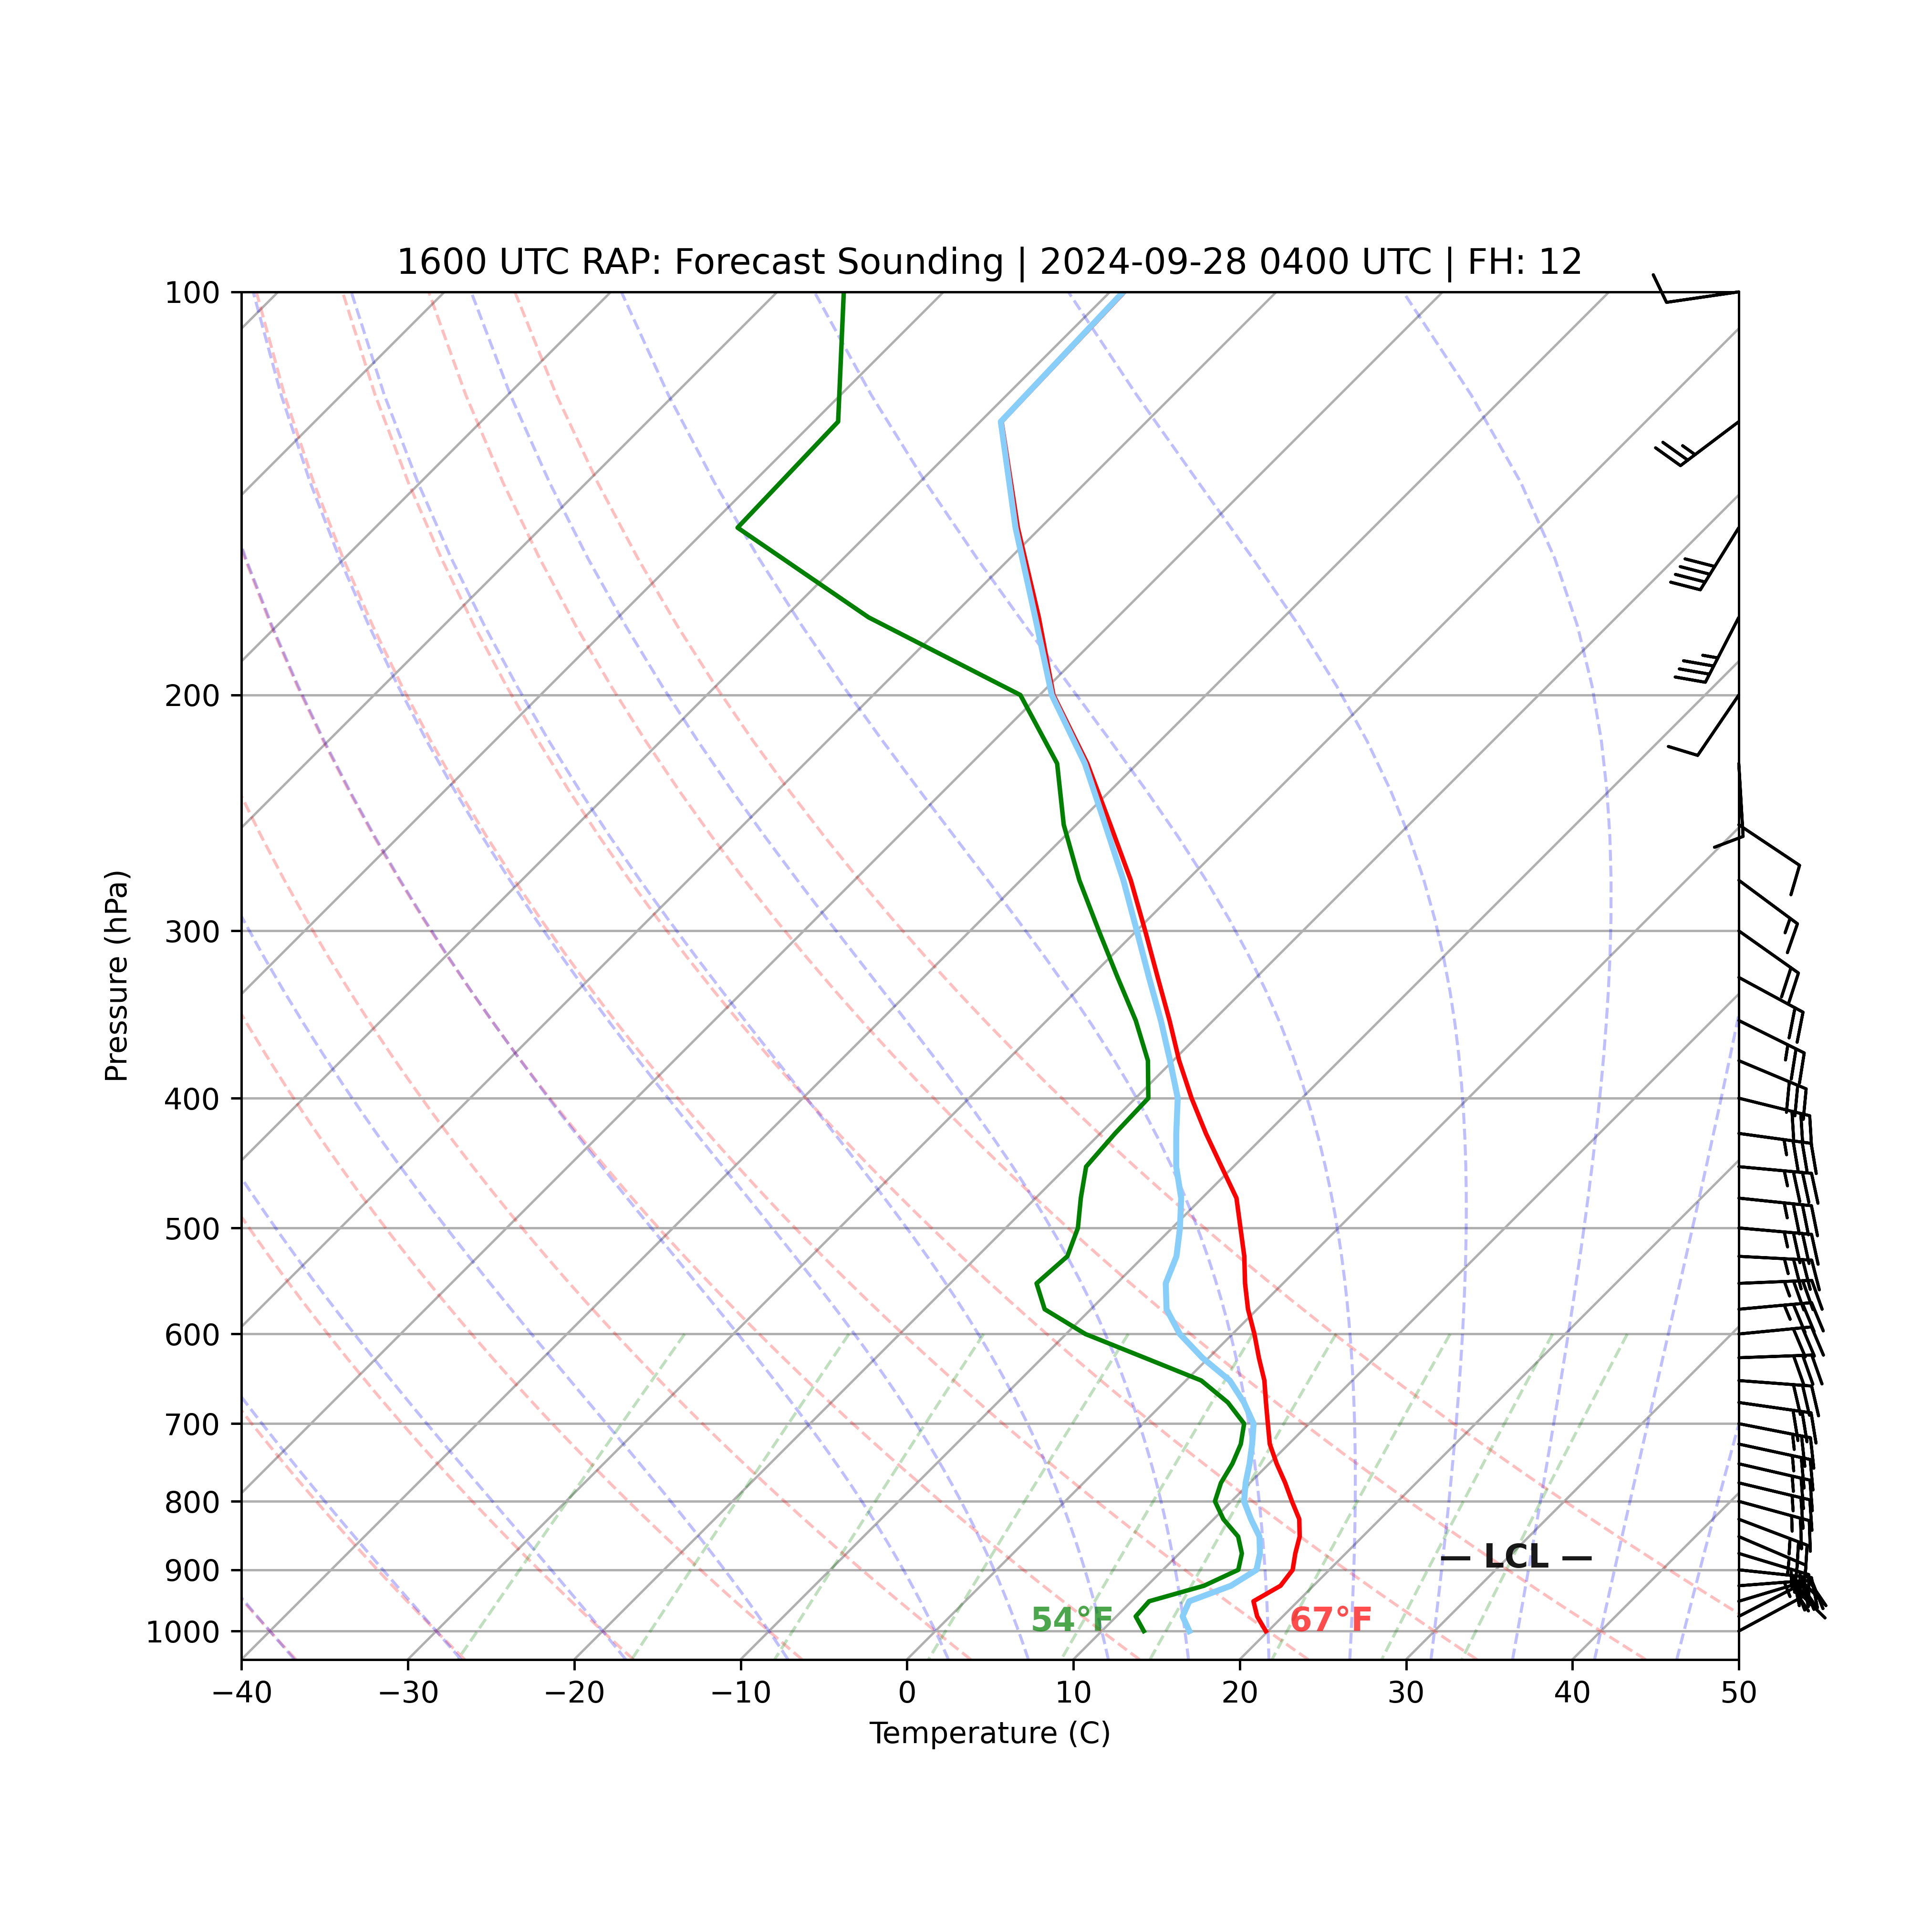 1600 UTC RAP: Forecast Sounding | 2024-09-28 0400 UTC | FH: 12
100
200
300
400
500
600
700
800
900
1000
Pressure (hPa)
— LCL —
54°F 67°F
−40 −30 −20 −10 0 10 20 30 40 50
Temperature (C)